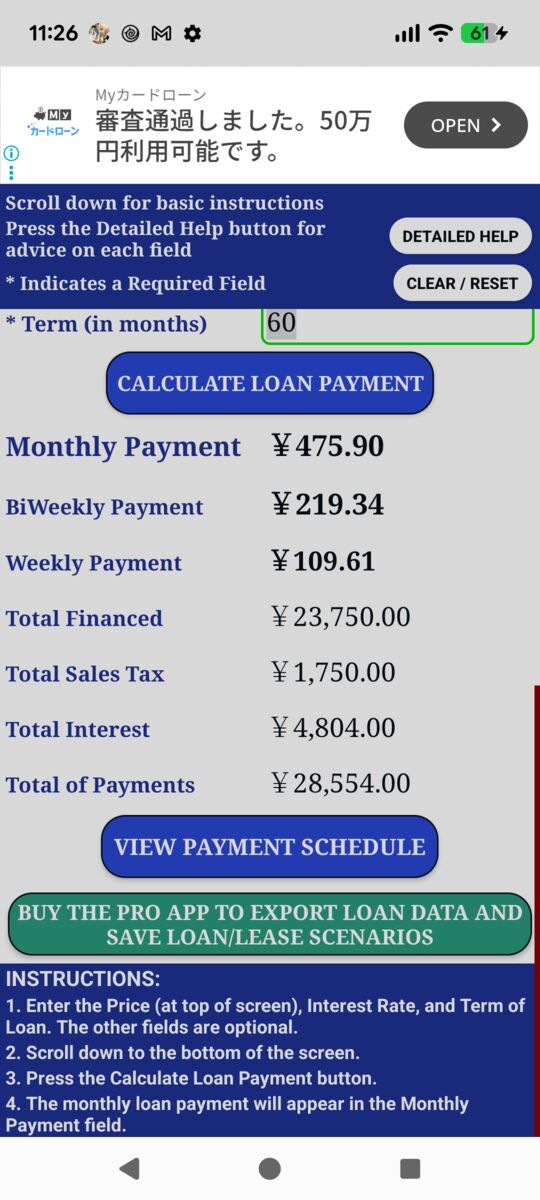 11:26
61
Myカードローン
審査通過しました。50万
円利用可能です。
My
カードローン
OPEN
Scroll down for basic instructions
Press the Detailed Help button for
advice on each field
DETAILED HELP
* Indicates a Required Field
CLEAR / RESET
* Term (in months) 60
CALCULATE LOAN PAYMENT
Monthly Payment ¥475.90
BiWeekly Payment ¥219.34
Weekly Payment ¥109.61
Total Financed ¥23,750.00
Total Sales Tax ¥1,750.00
Total Interest ¥4,804.00
Total of Payments ¥28,554.00
VIEW PAYMENT SCHEDULE
BUY THE PRO APP TO EXPORT LOAN DATA AND
SAVE LOAN/LEASE SCENARIOS
INSTRUCTIONS:
1. Enter the Price (at top of screen), Interest Rate, and Term of
Loan. The other fields are optional.
2. Scroll down to the bottom of the screen.
3. Press the Calculate Loan Payment button.
4. The monthly loan payment will appear in the Monthly
Payment field.